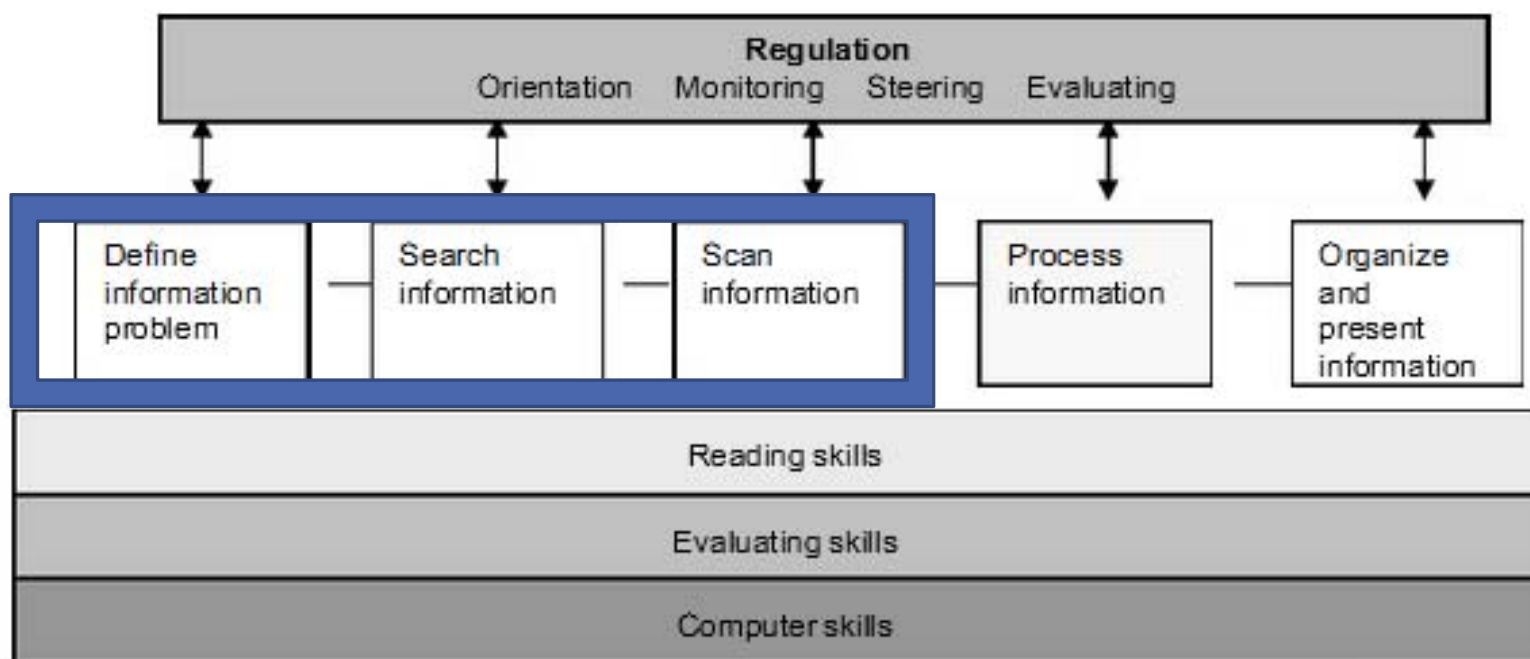 Regulation
Orientation Monitoring Steering Evaluating
Define
information
problem
Search
information
Scan
information
Process
information
Organize
and
present
information
Reading skills
Evaluating skills
Computer skills